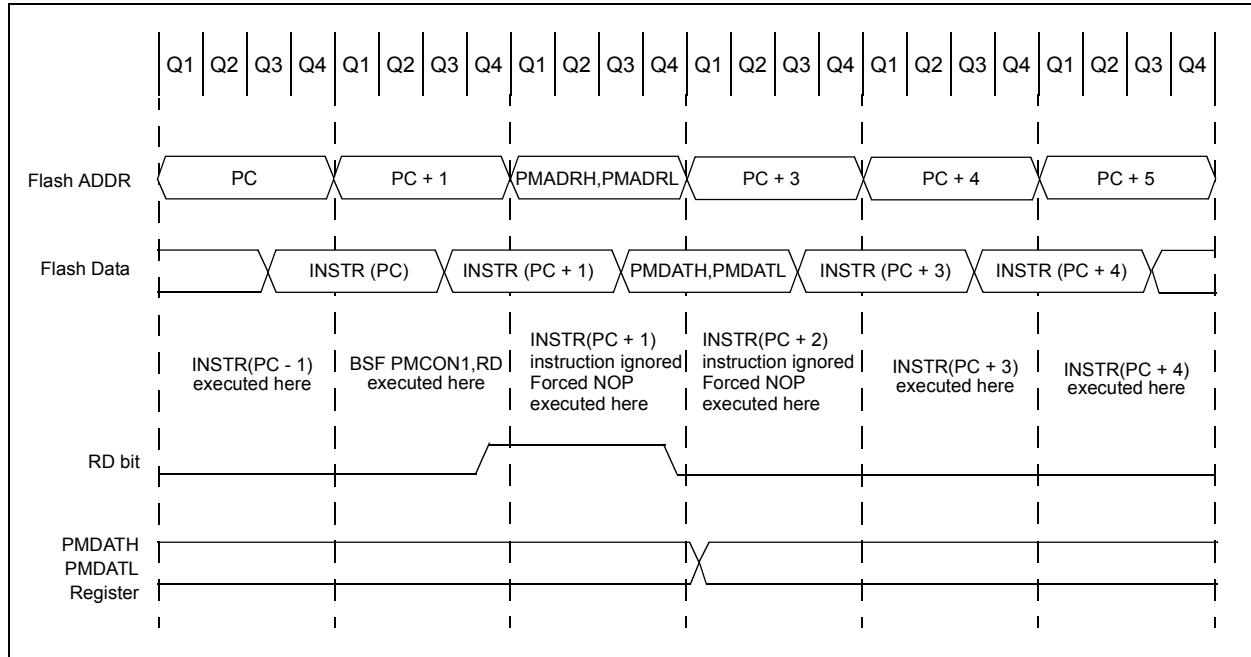 Q1 Q2 Q3 Q4 Q1 Q2 Q3 Q4 Q1 Q2 Q3 Q4 Q1 Q2 Q3 Q4 Q1 Q2 Q3 Q4 Q1 Q2 Q3 Q4
Flash ADDR PC PC + 1 PMADRH,PMADRL PC + 3 PC + 4 PC + 5
Flash Data INSTR (PC) INSTR (PC + 1) PMDATH,PMDATL INSTR (PC + 3) INSTR (PC + 4)
INSTR(PC - 1)
executed here
BSF PMCON1,RD
executed here
INSTR(PC + 1)
instruction ignored
Forced NOP
executed here
INSTR(PC + 2)
instruction ignored
Forced NOP
executed here
INSTR(PC + 3)
executed here
INSTR(PC + 4)
executed here
RD bit
PMDATH
PMDATL
Register